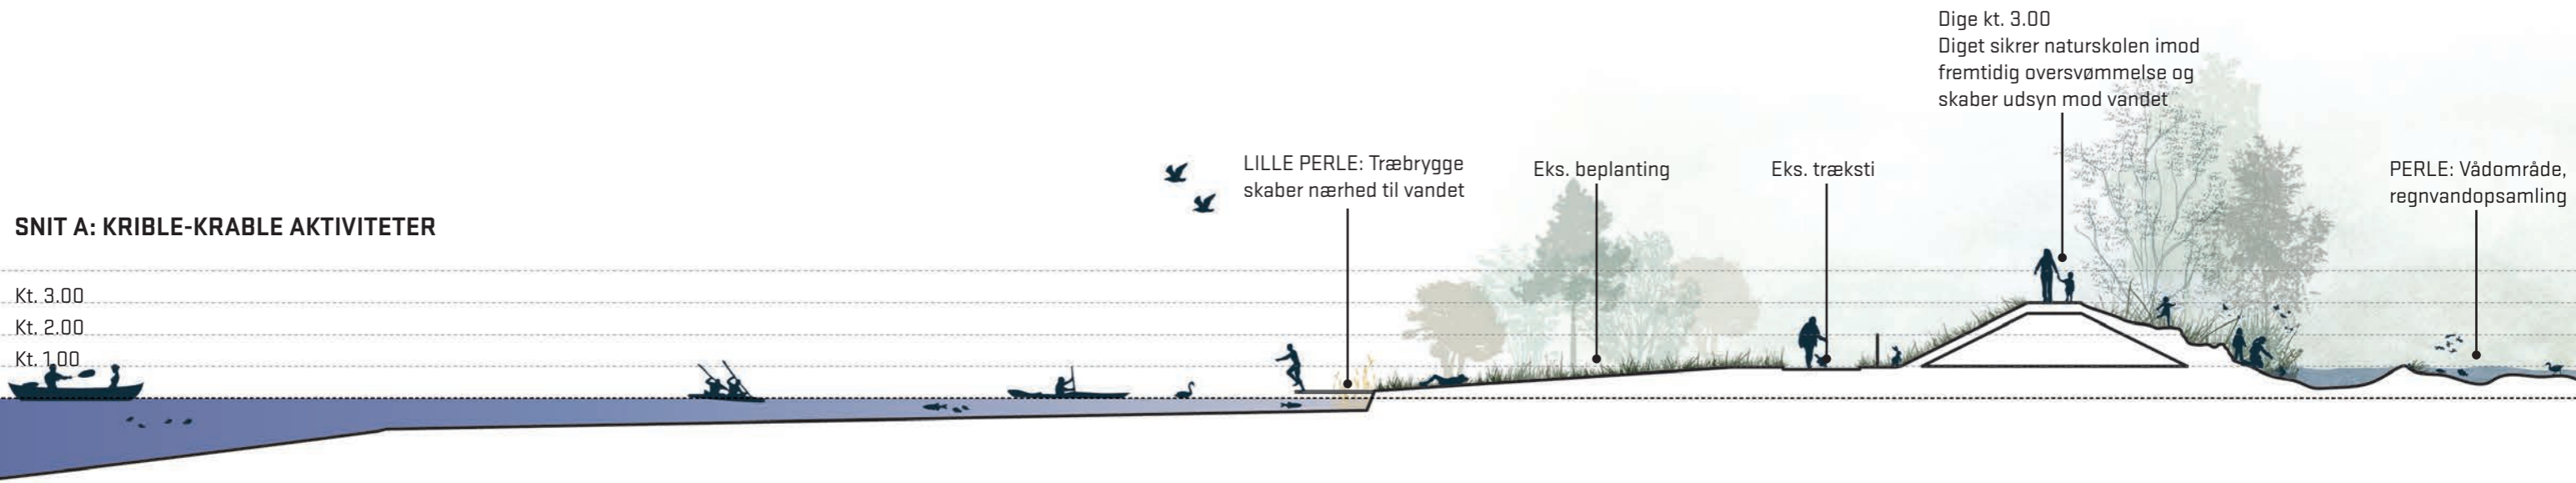 SNIT A: KRIBLE-KRABLE AKTIVITETER
Kt. 3.00
Kt. 2.00
Kt. 1.00
LILLE PERLE: Træbrygge
skaber nærhed til vandet
Eks. beplantning
Eks. træksti
Dige kt. 3.00
Diget sikrer naturskolen imod
fremtidig oversvømmelse og
skaber udsyn mod vandet
PERLE: Vådområde,
regnvandopsamling